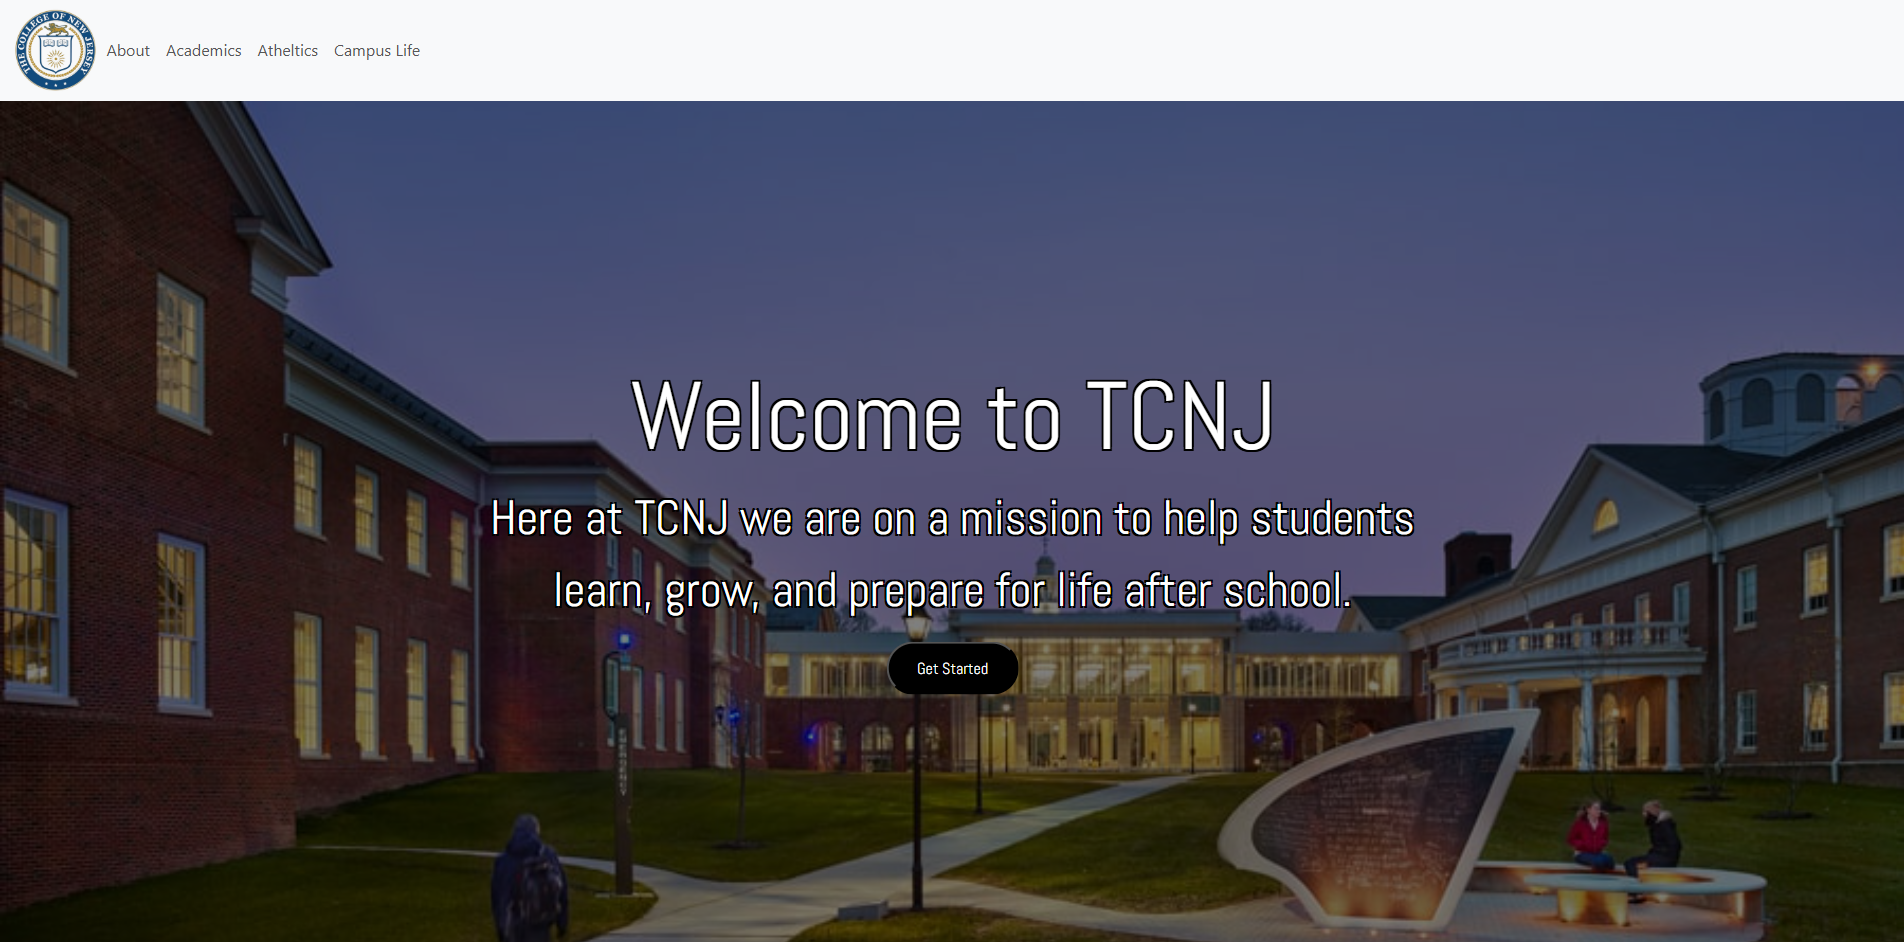 THE COLLEGE OF NEW JERSEY
About Academics Atheltics Campus Life
Welcome to TCNJ
Here at TCNJ we are on a mission to help students
learn, grow, and prepare for life after school.
Get Started
EMERGENCY